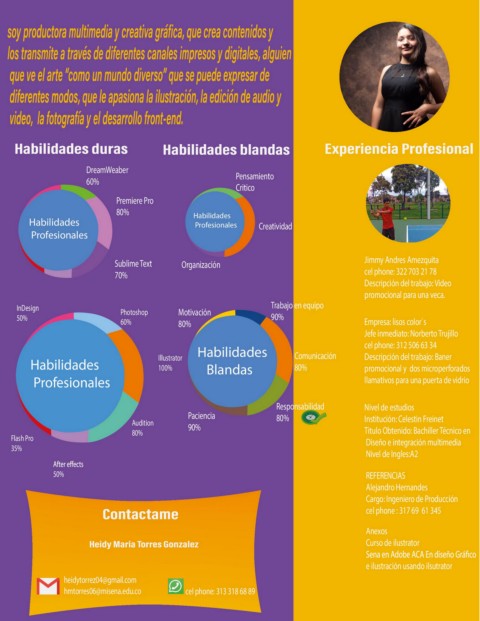 soy productora multimedia y creativa gráfica, que crea contenidos y
los transmite a través de diferentes canales impresos y digitales, alguien
que ve el arte "como un mundo diverso" que se puede expresar de
diferentes modos, que le apasiona la ilustración, la edición de audio y
video, la fotografía y el desarrollo front-end.
Habilidades duras
DreamWeaber
60%
Premiere Pro
80%
Habilidades
Profesionales
Sublime Text
70%
InDesign
50%
Photoshop
60%
Habilidades
Profesionales
Audition
80%
Flash Pro
35%
After effects
50%
Habilidades blandas
Pensamiento
Crítico
Habilidades
Profesionales
Creatividad
Organización
Trabajo en equipo
90%
Motivación
80%
Illustrator
100%
Habilidades
Blandas
Comunicación
80%
Responsabilidad
80%
Paciencia
90%
Contactame
Heidy Maria Torres Gonzalez
heidytorrez04@gmail.com
hmtorres06@misena.edu.co
cel phone: 313 318 68 89
Experiencia Profesional
Jimmy Andres Amezquita
cel phone: 322 703 21 78
Descripción del trabajo: Video
promocional para una veca.
Empresa: lisos color s
Jefe inmediato: Norberto Trujillo
cel phone: 312 506 63 34
Descripción del trabajo: Baner
promocional y dos microperforados
llamativos para una puerta de vidrio
Nivel de estudios
Institución: Celestin Freinet
Titulo Obtenido: Bachiller Técnico en
Diseño e integración multimedia
Nivel de Ingles:A2
REFERENCIAS
Alejandro Hernandes
Cargo: Ingeniero de Producción
cel phone : 317 69 61 345
Anexos
Curso de ilustrator
Sena en Adobe ACA En diseño Gráfico
e ilustración usando ilsutrator